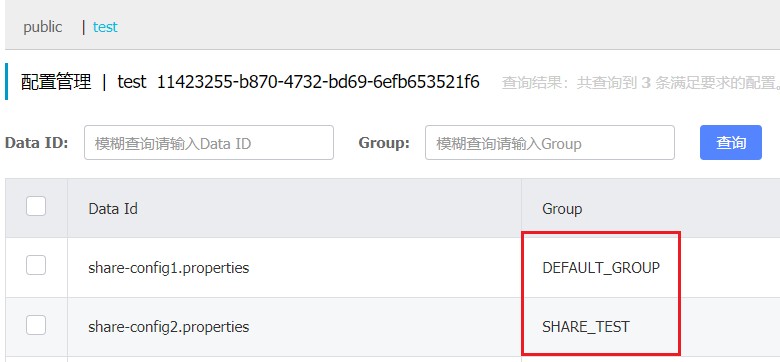 public | test
配置管理 | test 11423255-b870-4732-bd69-6efb653521f6 查询结果：共查询到 3 条满足要求的配置。
Data ID: 模糊查询请输入Data ID Group: 模糊查询请输入Group 查询
Data Id Group
share-config1.properties DEFAULT_GROUP
share-config2.properties SHARE_TEST